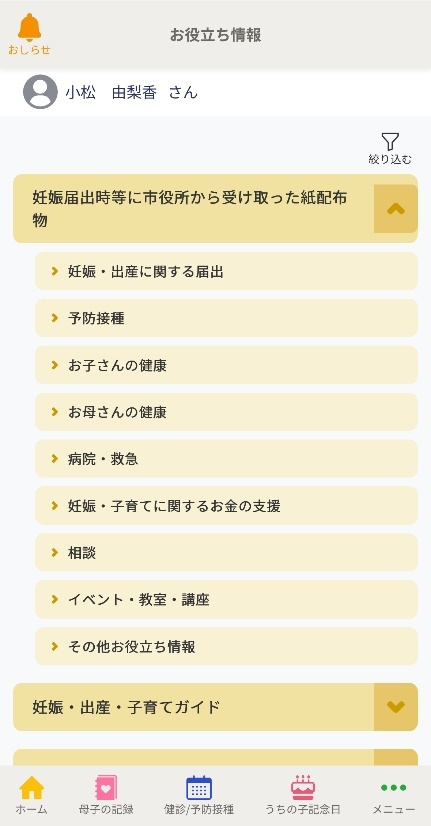 おしらせ
お役立ち情報
小松 由梨香 さん
絞り込む
妊娠届出時等に市役所から受け取った紙配布
物
妊娠・出産に関する届出
予防接種
お子さんの健康
お母さんの健康
病院・救急
妊娠・子育てに関するお金の支援
相談
イベント・教室・講座
その他お役立ち情報
妊娠・出産・子育てガイド
ホーム
母子の記録
健診/予防接種
うちの子記念日
メニュー